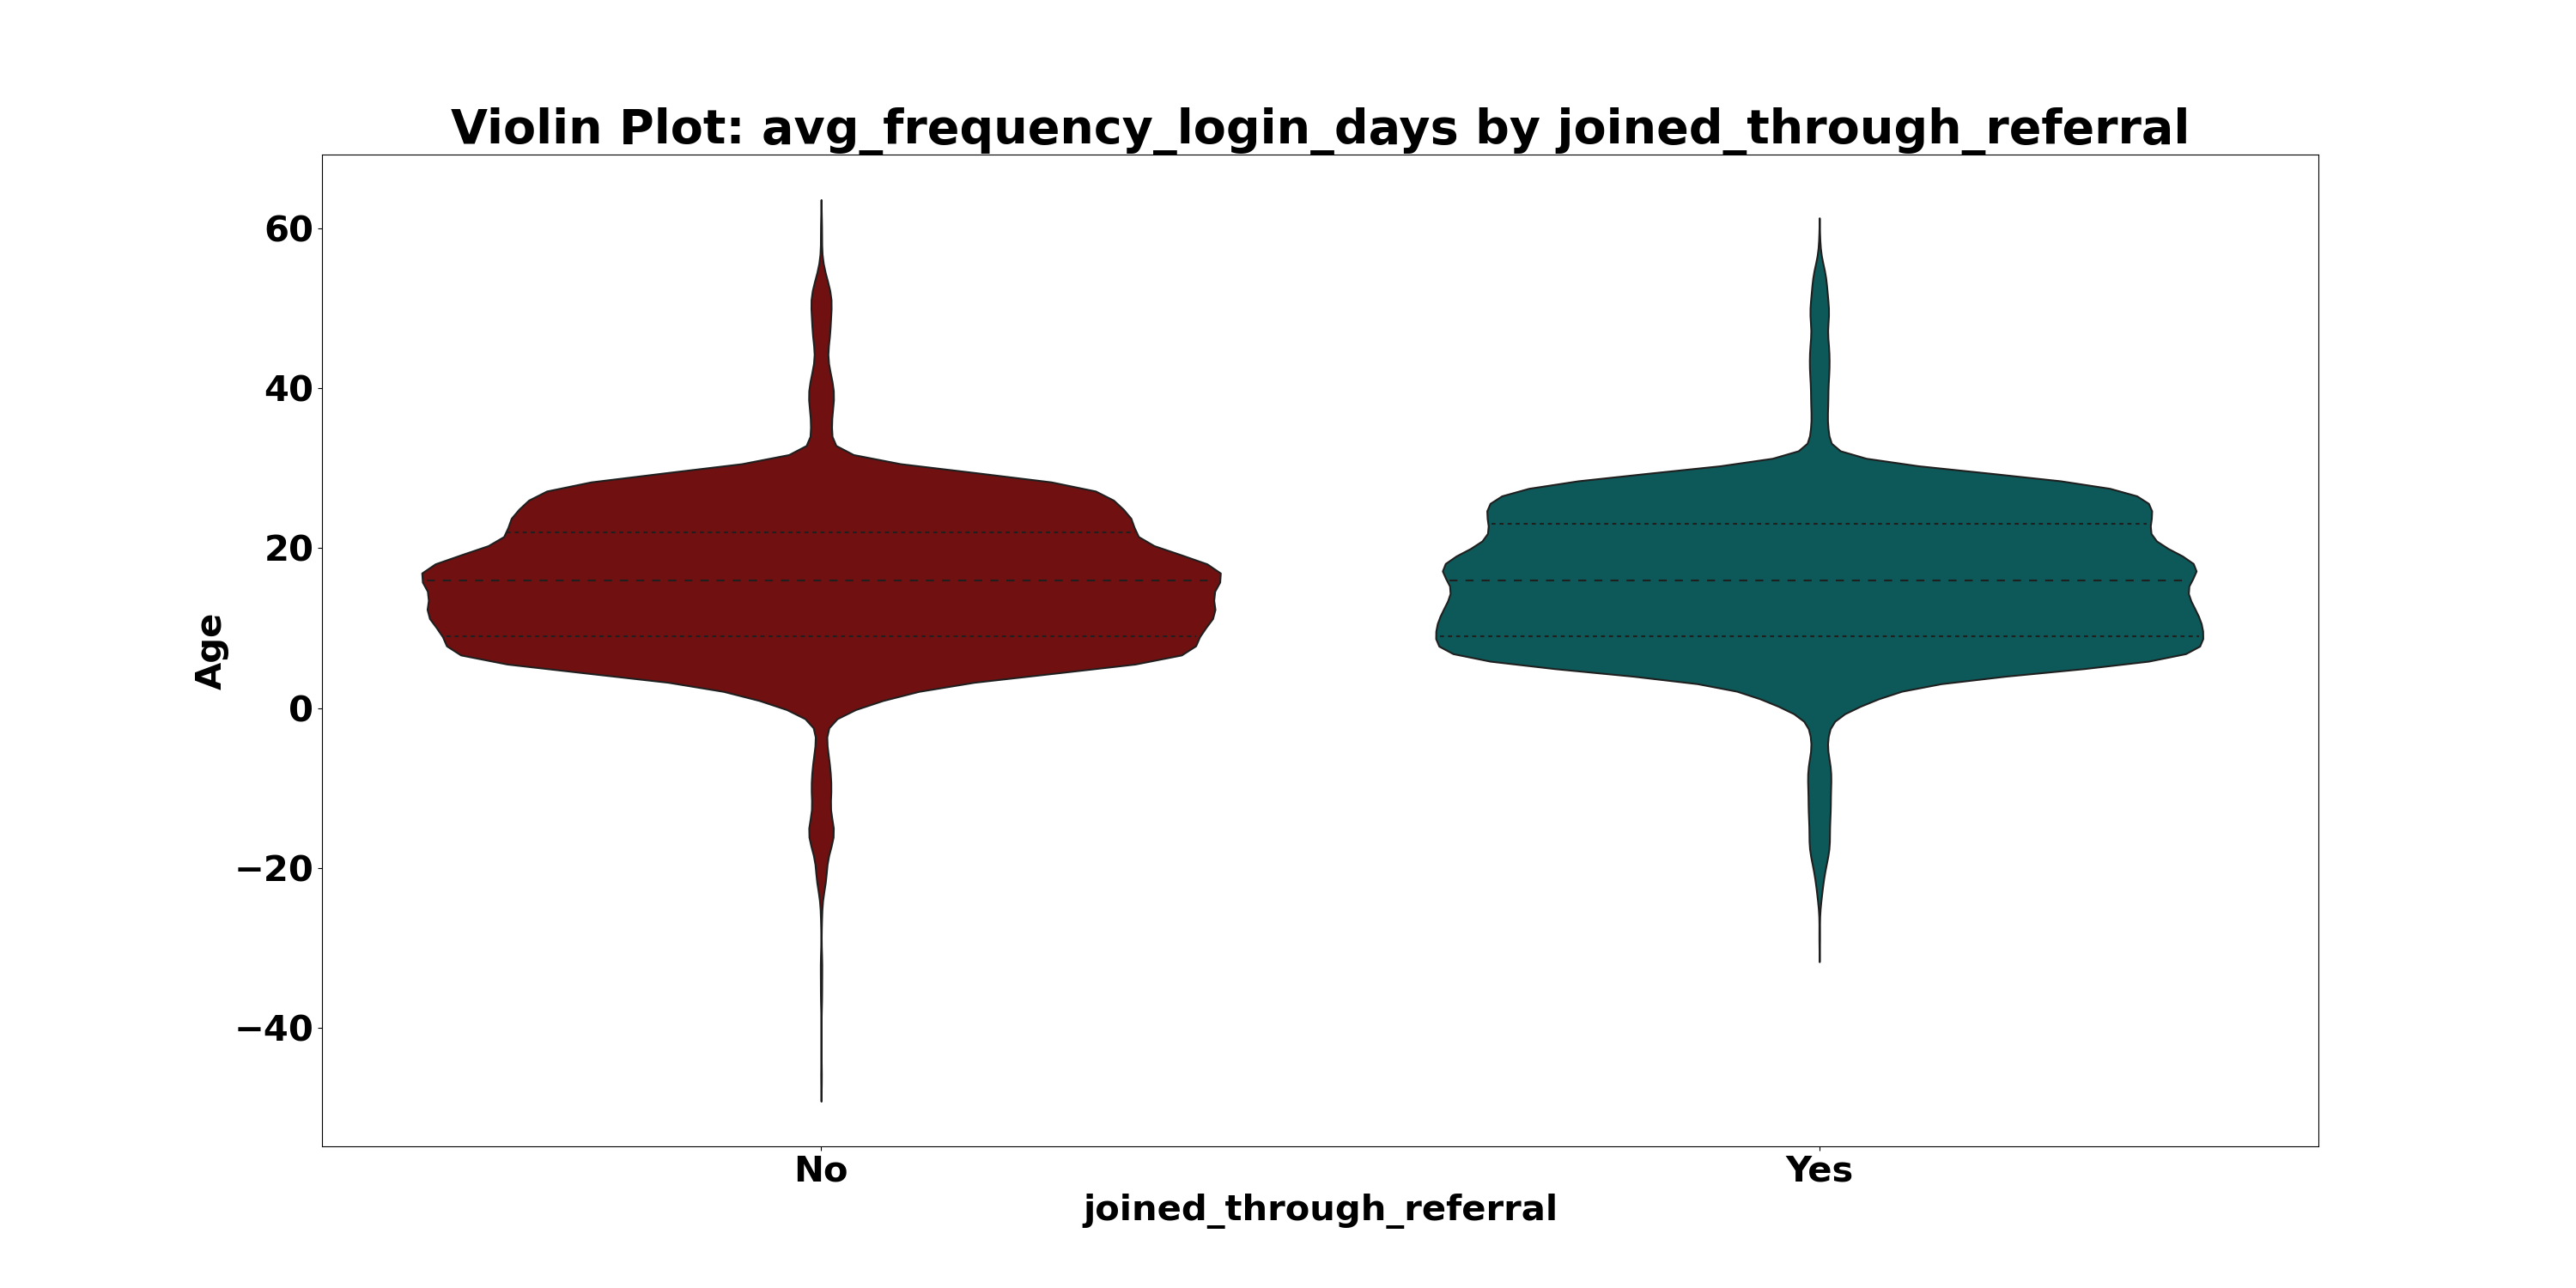 Violin Plot: avg_frequency_login_days by joined_through_referral
60
40
20
0
−20
−40
Age
No
Yes
joined_through_referral